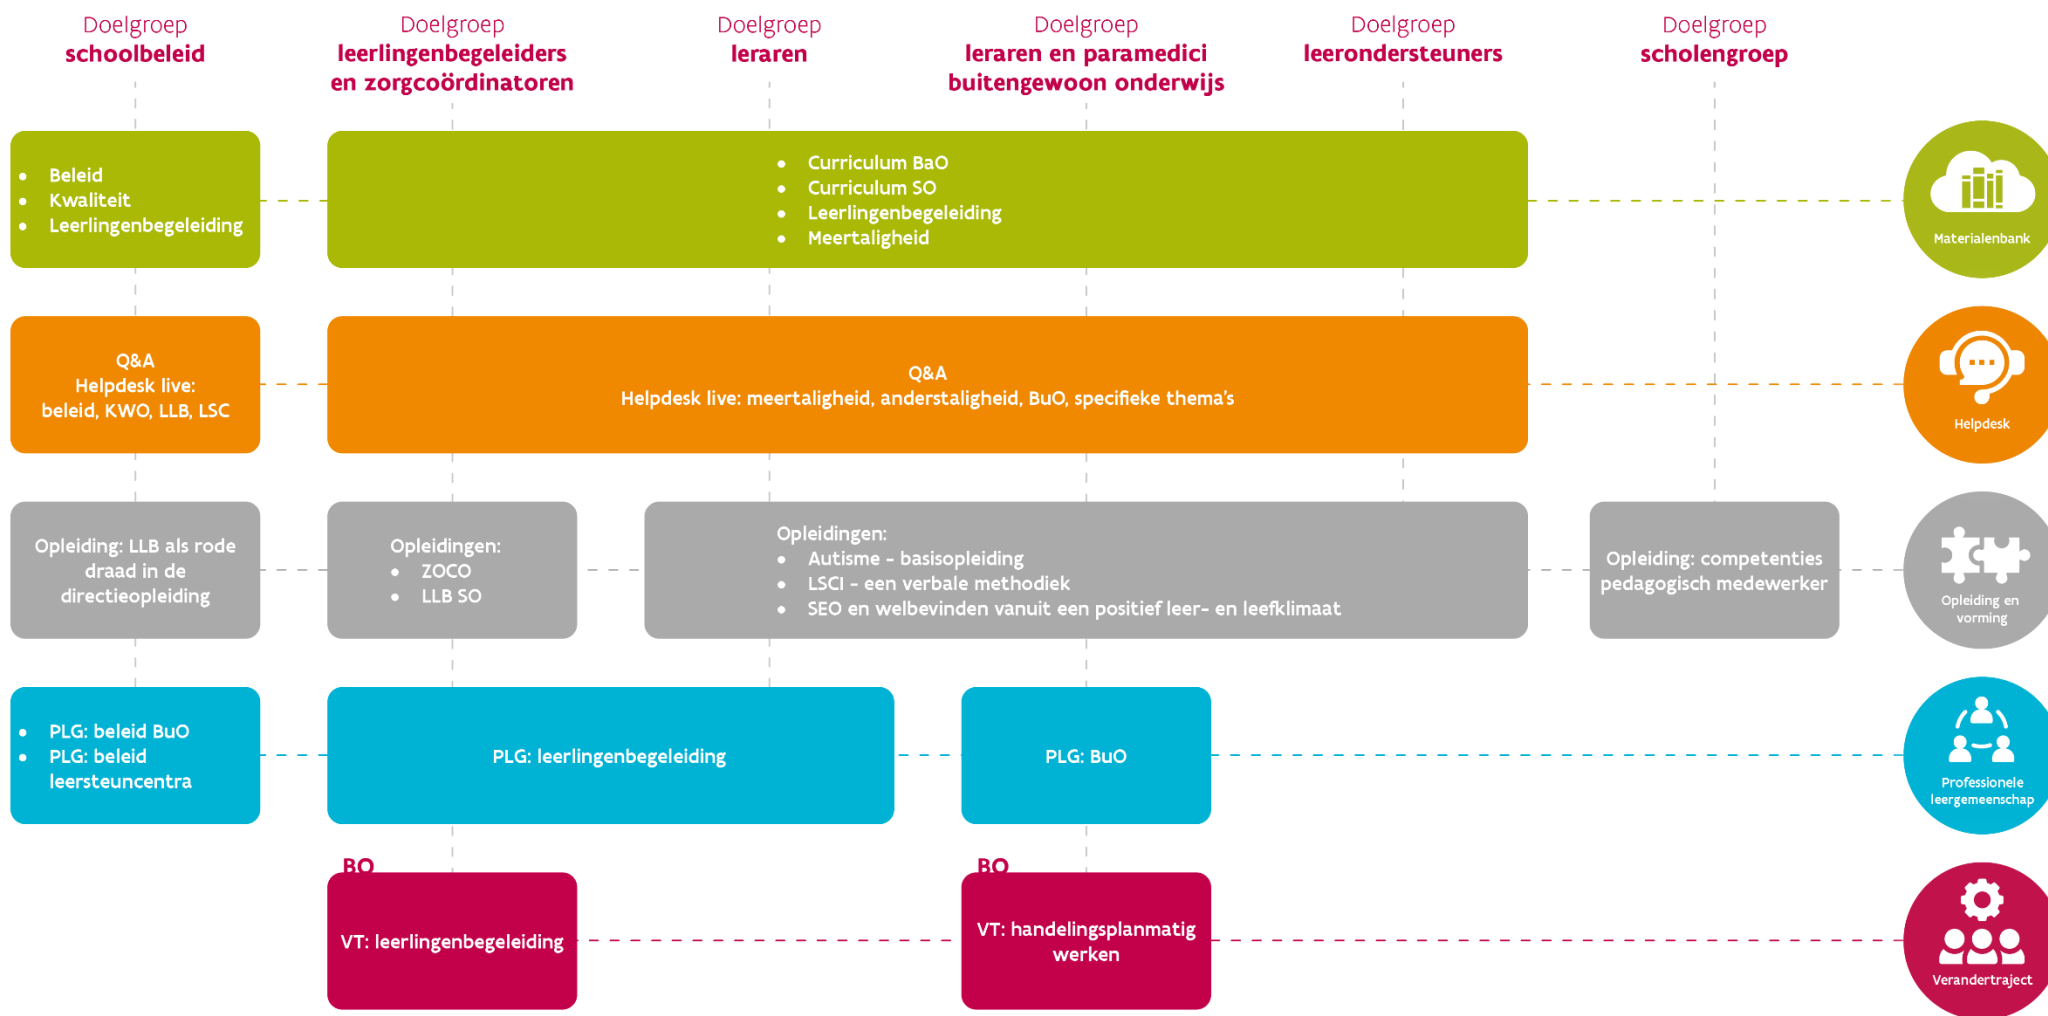 Doelgroep
schoolbeleid
Doelgroep
leerlingenbegeleiders
en zorgcoördinatoren
Doelgroep
leraren
Doelgroep
leraren en paramedici
buitengewoon onderwijs
Doelgroep
leerondersteuners
Doelgroep
scholengroep
• Beleid
• Kwaliteit
• Leerlingenbegeleiding
• Curriculum BaO
• Curriculum SO
• Leerlingenbegeleiding
• Meertaligheid
Materialenbank
Q&A
Helpdesk live:
beleid, KWO, LLB, LSC
Q&A
Helpdesk live: meertaligheid, anderstaligheid, BuO, specifieke thema's
Helpdesk
Opleiding: LLB als rode
draad in de
directieopleiding
Opleidingen:
• ZOCO
• LLB SO
Opleidingen:
• Autisme - basisopleiding
• LSCI - een verbale methodiek
• SEO en welbevinden vanuit een positief leer- en leefklimaat
Opleiding: competenties
pedagogisch medewerker
Opleiding en
vorming
• PLG: beleid BuO
• PLG: beleid
leersteuncentra
PLG: leerlingenbegeleiding
PLG: BuO
Professionele
leergemeenschap
BO
VT: leerlingenbegeleiding
BO
VT: handelingsplanmatig
werken
Verandertraject